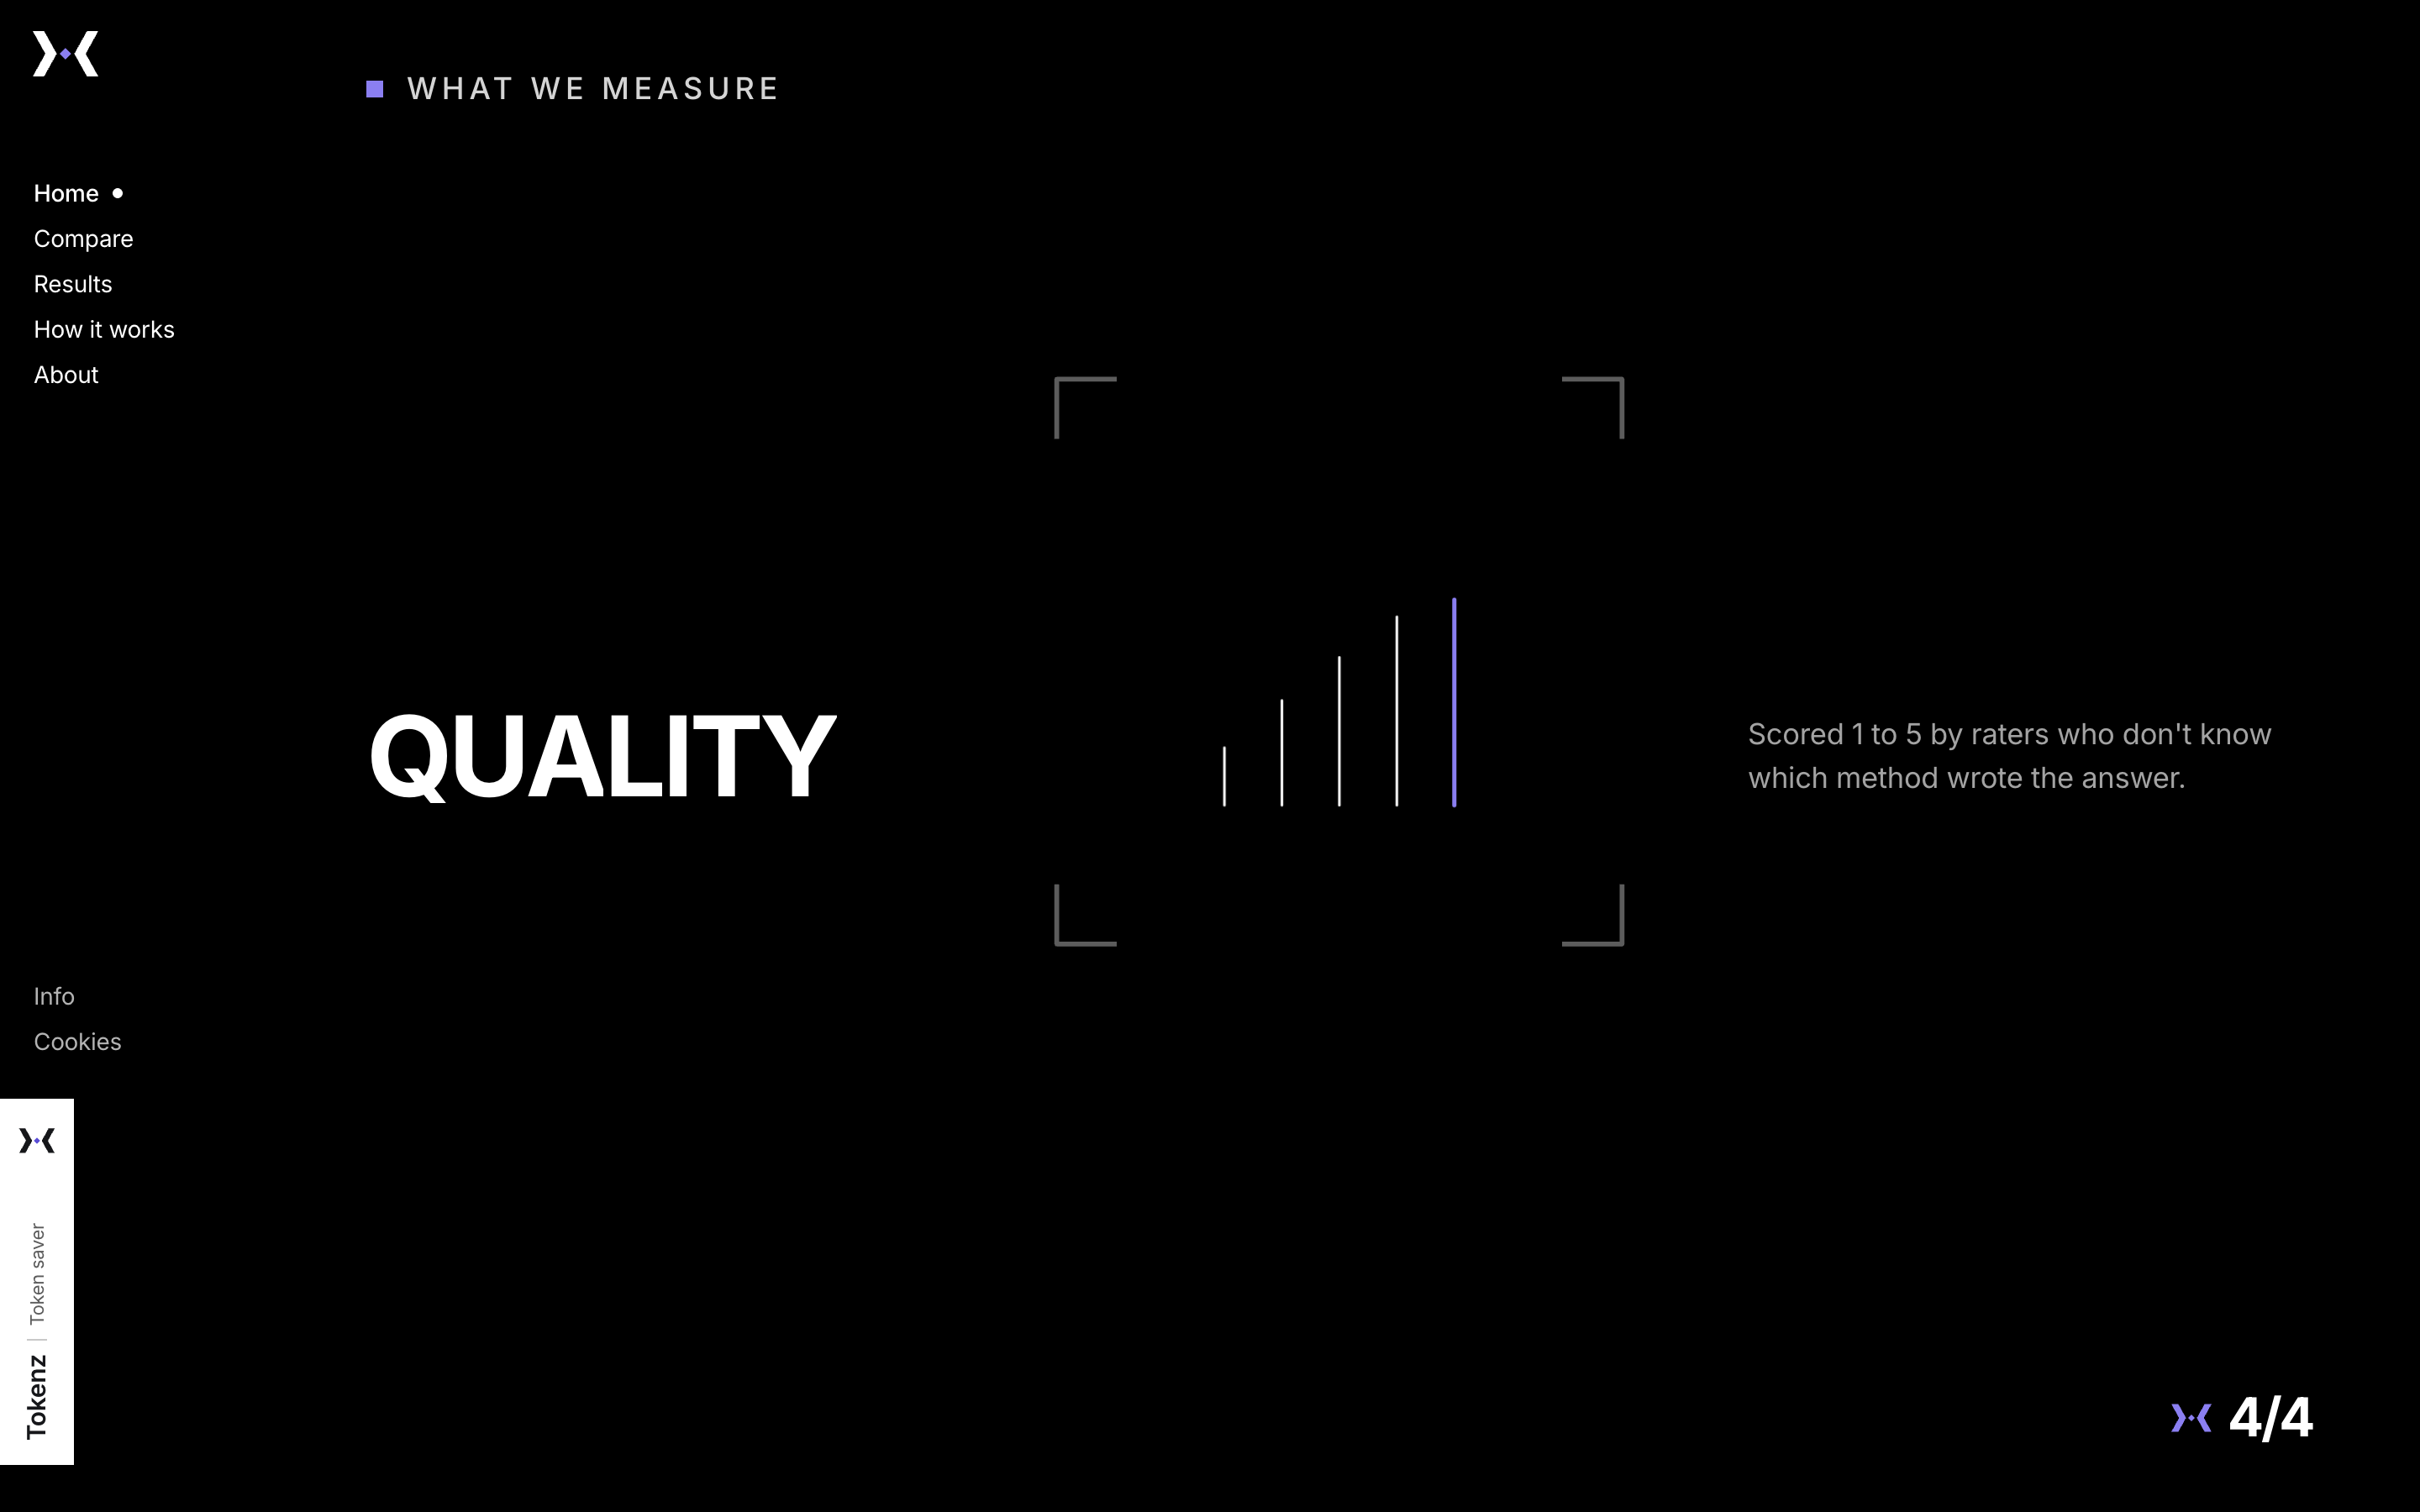 WHAT WE MEASURE
Home
Compare
Results
How it works
About
QUALITY
Scored 1 to 5 by raters who don't know
which method wrote the answer.
Info
Cookies
Tokenz | Token saver
4/4